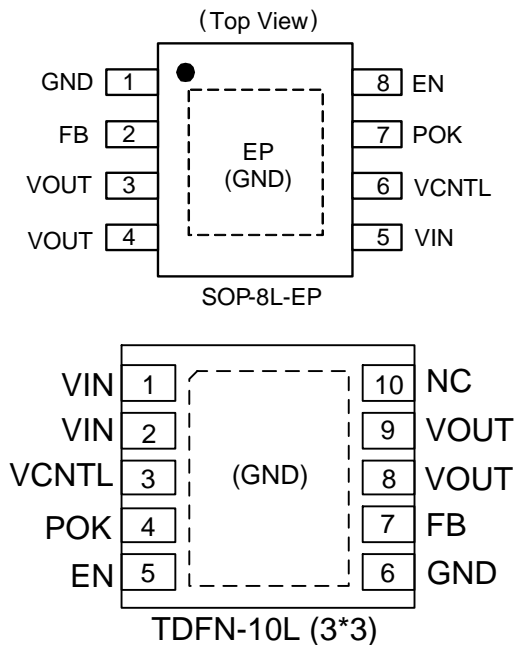 (Top View)
GND 1 8 EN
FB 2 7 POK
EP
(GND)
VOUT 3 6 VCNTL
VOUT 4 5 VIN
SOP-8L-EP
VIN 1 10 NC
VIN 2 9 VOUT
VCNTL 3 (GND) 8 VOUT
POK 4 7 FB
EN 5 6 GND
TDFN-10L (3*3)